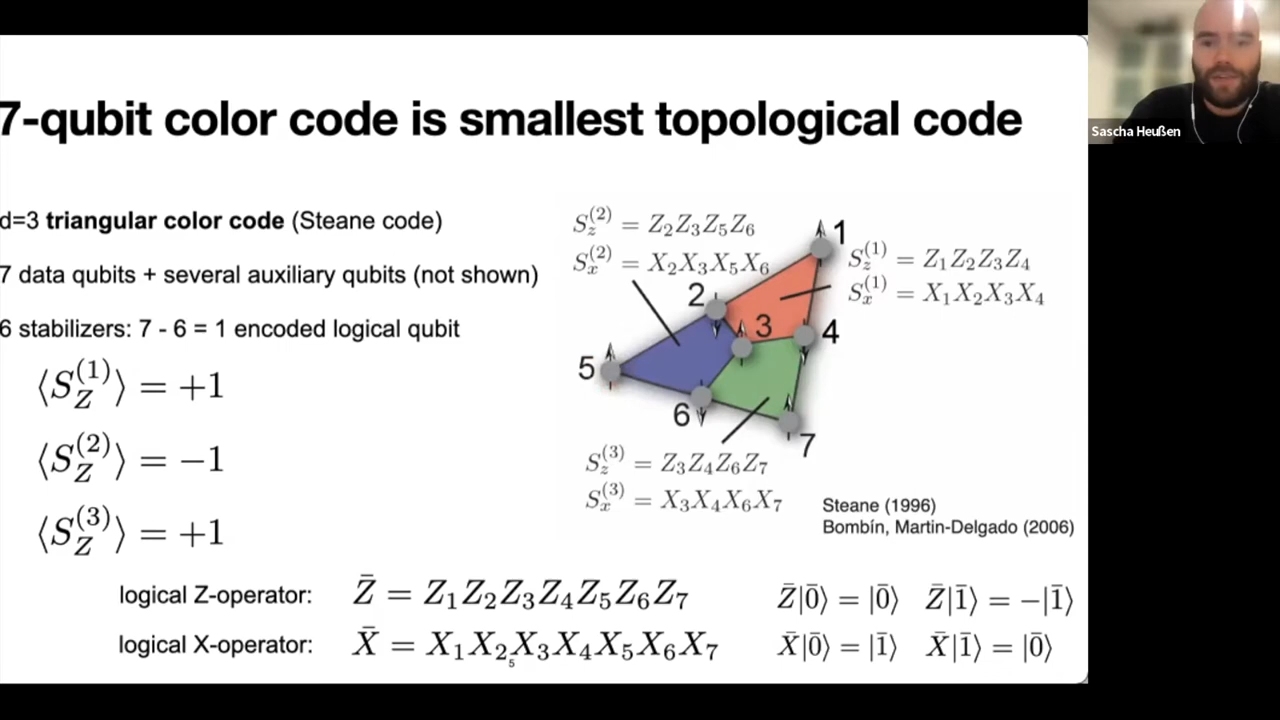 7-qubit color code is smallest topological code
Sascha Heußen
d=3 triangular color code (Steane code)
7 data qubits + several auxiliary qubits (not shown)
6 stabilizers: 7 - 6 = 1 encoded logical qubit
⟨S_Z^{(1)}⟩ = +1
⟨S_Z^{(2)}⟩ = −1
⟨S_Z^{(3)}⟩ = +1
S_z^{(2)} = Z_2Z_3Z_5Z_6
S_x^{(2)} = X_2X_3X_5X_6
1
S_z^{(1)} = Z_1Z_2Z_3Z_4
S_x^{(1)} = X_1X_2X_3X_4
2
3
4
5
6
7
S_z^{(3)} = Z_3Z_4Z_6Z_7
S_x^{(3)} = X_3X_4X_6X_7
Steane (1996)
Bombín, Martin-Delgado (2006)
logical Z-operator: Z̄ = Z_1Z_2Z_3Z_4Z_5Z_6Z_7 Z̄|0̄⟩ = |0̄⟩ Z̄|1̄⟩ = −|1̄⟩
logical X-operator: X̄ = X_1X_2X_3X_4X_5X_6X_7 X̄|0̄⟩ = |1̄⟩ X̄|1̄⟩ = |0̄⟩
5